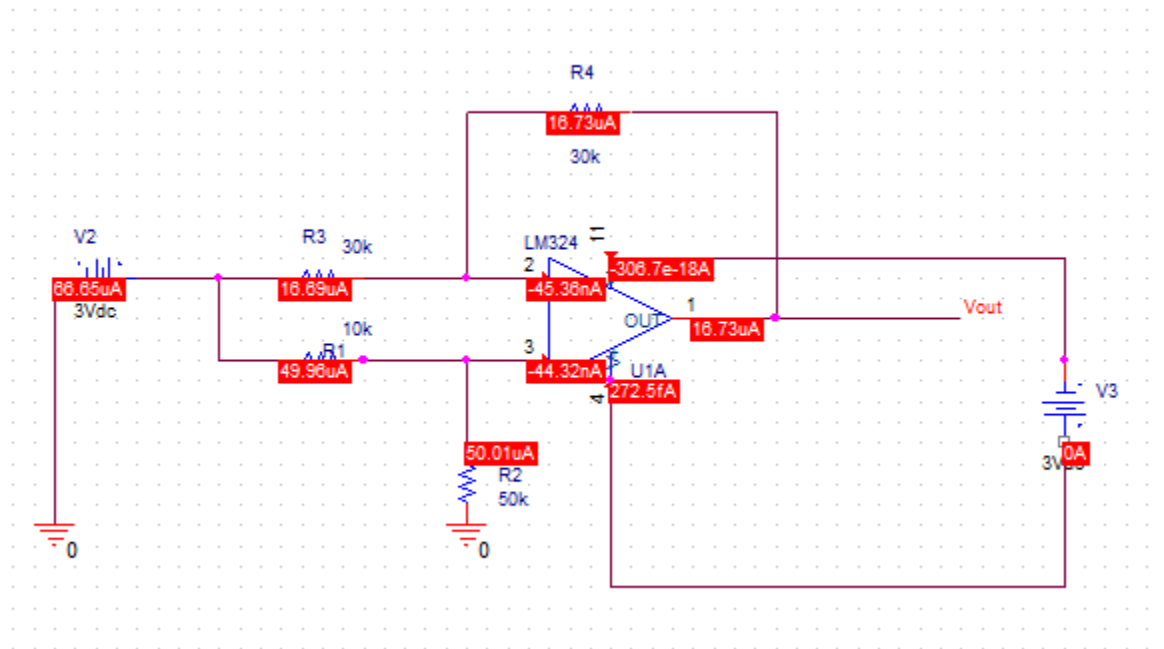 R4
16.73uA
30k
V2
66.65uA
3Vdc
R3
30k
16.69uA
10k
R1
49.96uA
LM324
11
2
-45.36nA
-306.7e-18A
OUT
1
16.73uA
Vout
3
-44.32nA
U1A
4
272.5fA
V3
0A
50.01uA
R2
50k
0
0